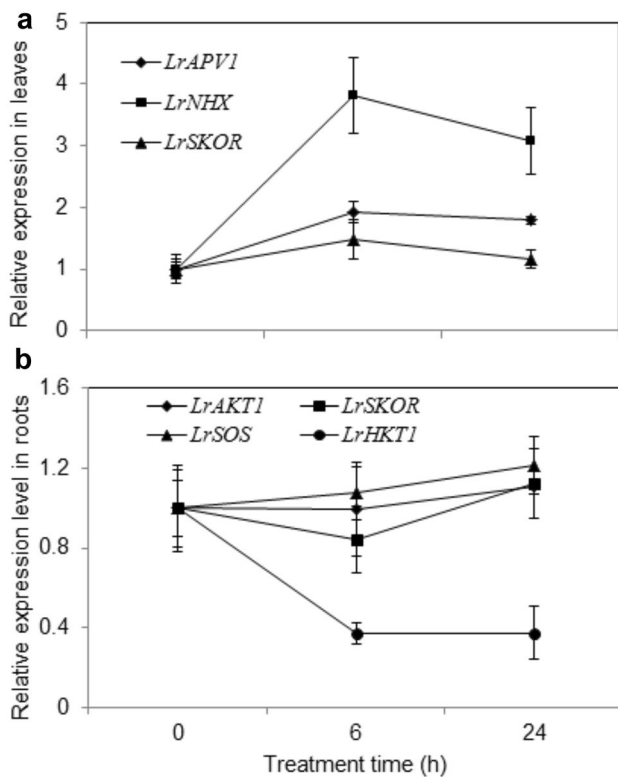 a
5
4
3
2
1
0
Relative expression in leaves
LrAPV1
LrNHX
LrSKOR
b
1.6
1.2
0.8
0.4
0
Relative expression level in roots
LrAKT1 LrSKOR
LrSOS LrHKT1
0 6 24
Treatment time (h)